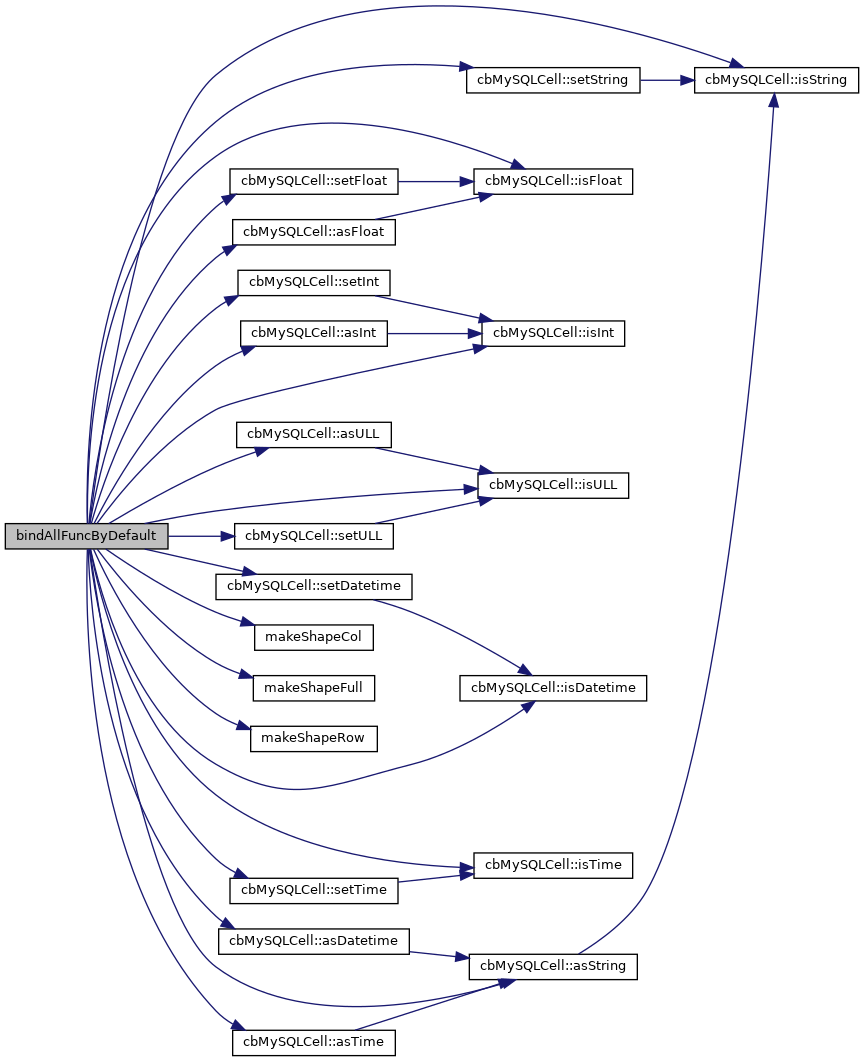 cbMySQLCell::setString
cbMySQLCell::isString
cbMySQLCell::setFloat
cbMySQLCell::isFloat
cbMySQLCell::asFloat
cbMySQLCell::setInt
cbMySQLCell::asInt
cbMySQLCell::isInt
cbMySQLCell::asULL
cbMySQLCell::isULL
bindAllFuncByDefault
cbMySQLCell::setULL
cbMySQLCell::setDatetime
makeShapeCol
makeShapeFull
cbMySQLCell::isDatetime
makeShapeRow
cbMySQLCell::isTime
cbMySQLCell::setTime
cbMySQLCell::asDatetime
cbMySQLCell::asString
cbMySQLCell::asTime